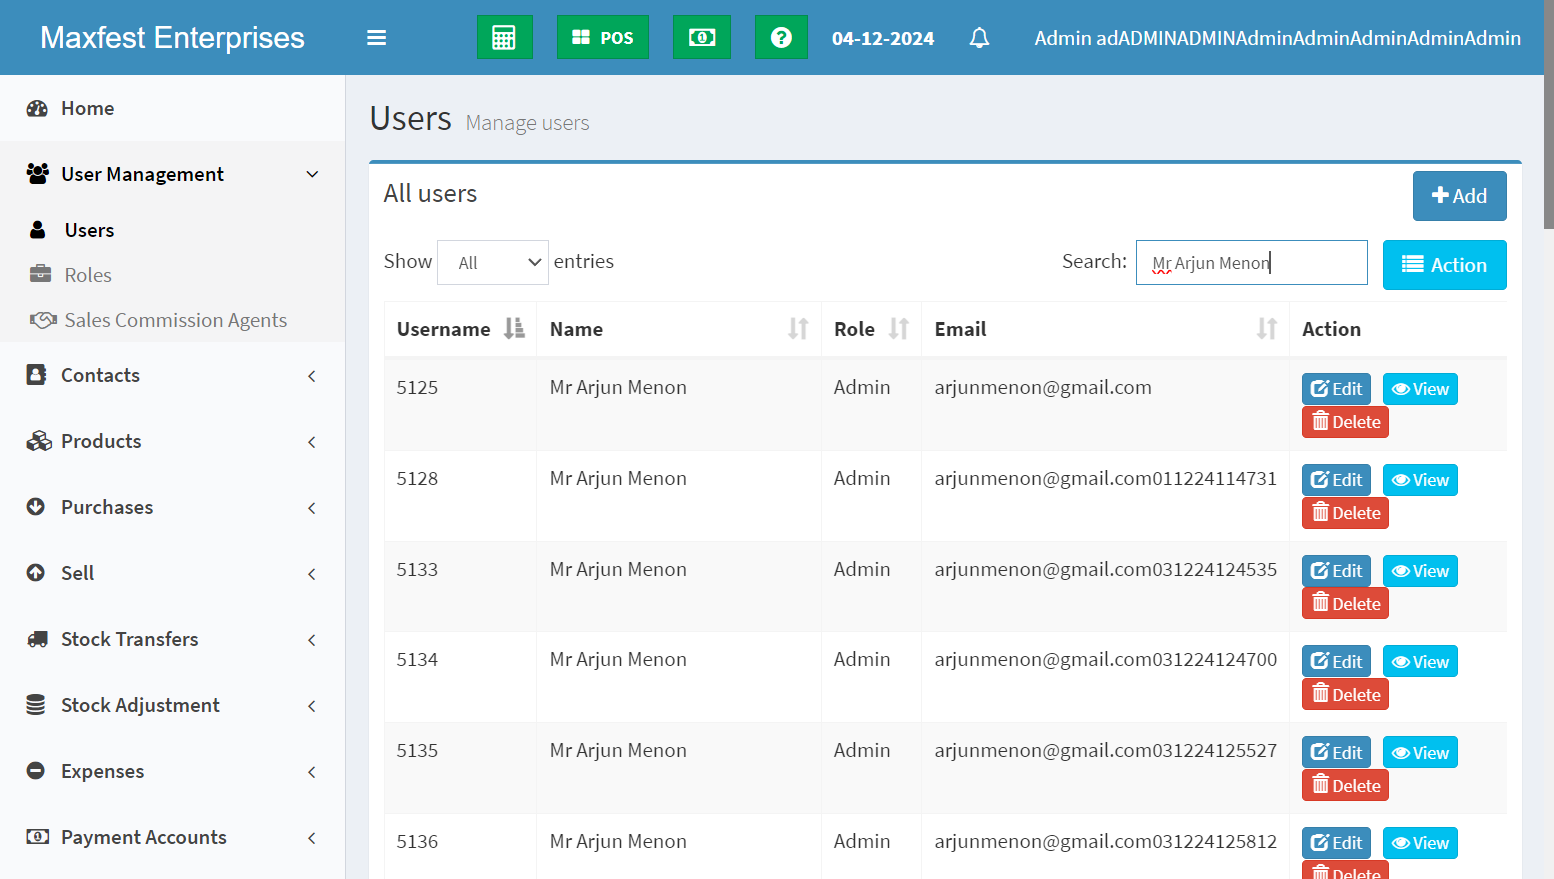 Maxfest Enterprises
POS
04-12-2024
Admin adADMINADMINAdminAdminAdminAdminAdmin
Home
User Management
Users
Roles
Sales Commission Agents
Contacts
Products
Purchases
Sell
Stock Transfers
Stock Adjustment
Expenses
Payment Accounts
Users Manage users
All users
Add
Show All entries
Search: Mr Arjun Menon
Action
Username Name Role Email Action
5125 Mr Arjun Menon Admin arjunmenon@gmail.com Edit View
Delete
5128 Mr Arjun Menon Admin arjunmenon@gmail.com011224114731 Edit View
Delete
5133 Mr Arjun Menon Admin arjunmenon@gmail.com031224124535 Edit View
Delete
5134 Mr Arjun Menon Admin arjunmenon@gmail.com031224124700 Edit View
Delete
5135 Mr Arjun Menon Admin arjunmenon@gmail.com031224125527 Edit View
Delete
5136 Mr Arjun Menon Admin arjunmenon@gmail.com031224125812 Edit View
Delete